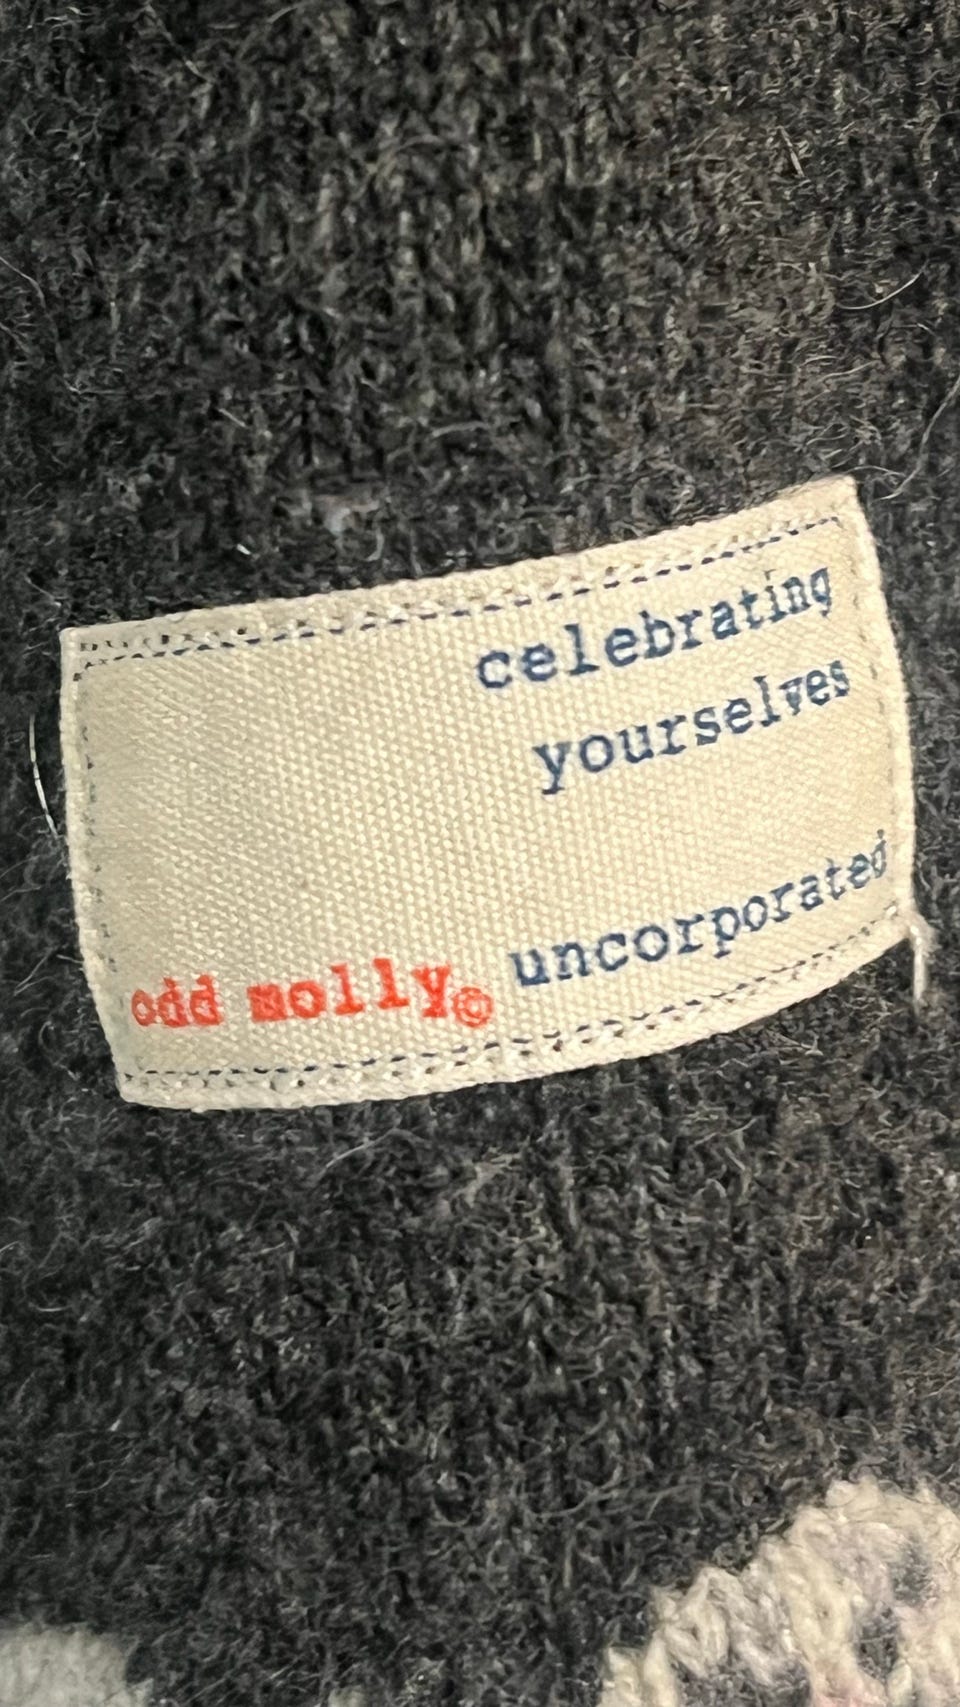 celebrating
yourselves
odd molly© uncorporated